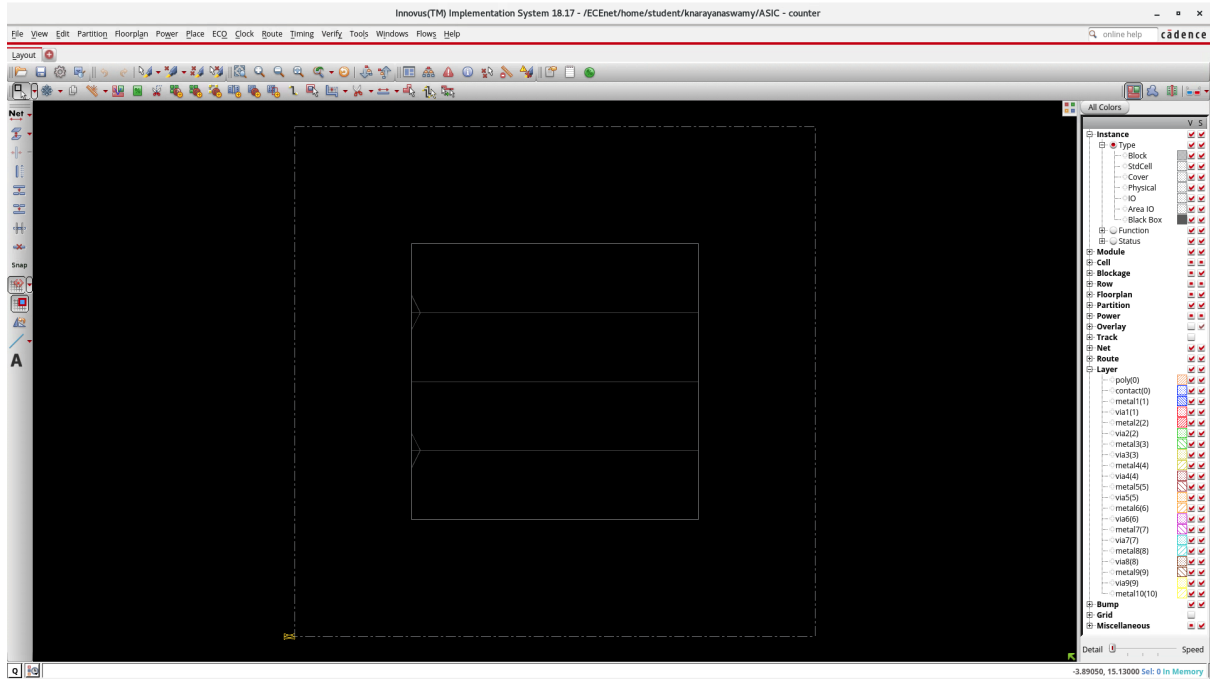 Innovus(TM) Implementation System 18.17 - /ECEnet/home/student/knarayanaswamy/ASIC - counter
File View Edit Partition Floorplan Power Place ECO Clock Route Timing Verify Tools Windows Flows Help
online help
cādence
Layout
All Colors
Net
V S
Instance
Type
Block
StdCell
Cover
Physical
IO
Area IO
Black Box
Function
Status
Module
Cell
Blockage
Row
Floorplan
Partition
Power
Overlay
Track
Net
Route
Layer
poly(0)
contact(0)
metal1(1)
via1(1)
metal2(2)
via2(2)
metal3(3)
via3(3)
metal4(4)
via4(4)
metal5(5)
via5(5)
metal6(6)
via6(6)
metal7(7)
via7(7)
metal8(8)
via8(8)
metal9(9)
via9(9)
metal10(10)
Bump
Grid
Miscellaneous
Snap
A
Detail Speed
Q
-3.89050, 15.13000 Sel: 0 In Memory